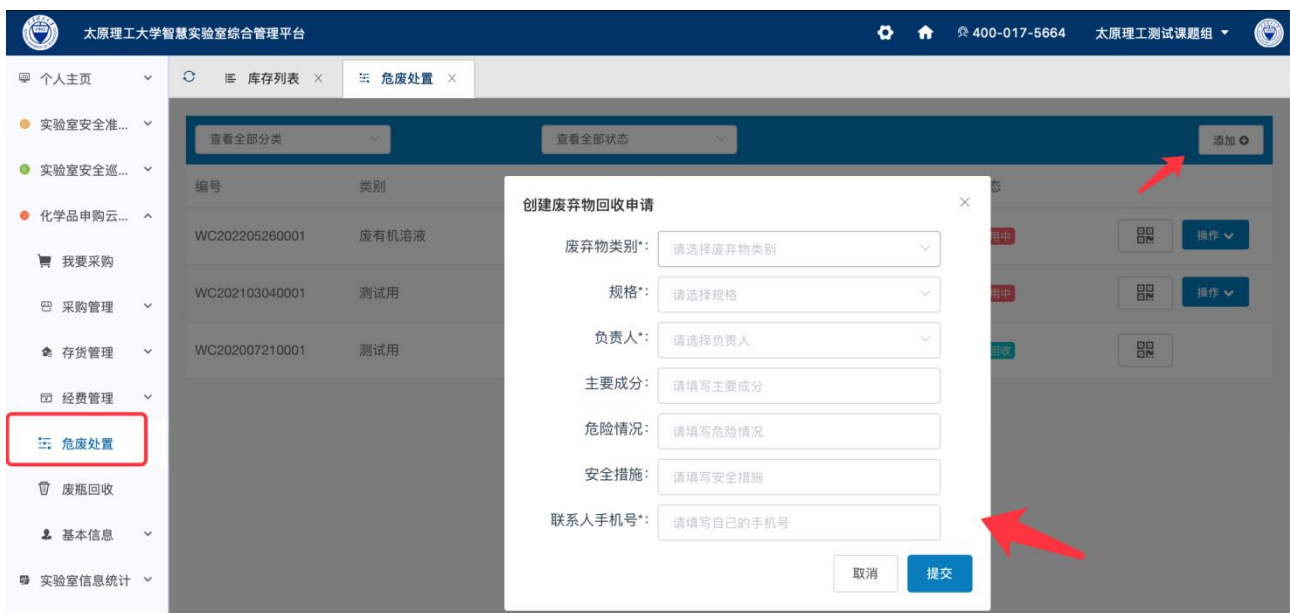 太原理工大学智慧实验室综合管理平台
400-017-5664
太原理工测试课题组
个人主页
库存列表 ×
危废处置 ×
实验室安全准...
查看全部分类
查看全部状态
添加
实验室安全巡...
编号
类别
态
化学品申购云...
WC202205260001
废有机溶液
用中
操作
我要采购
WC202103040001
测试用
用中
操作
采购管理
WC202007210001
测试用
回收
存货管理
经费管理
危废处置
废瓶回收
基本信息
实验室信息统计
创建废弃物回收申请 ×
废弃物类别*: 请选择废弃物类别
规格*: 请选择规格
负责人*: 请选择负责人
主要成分: 请填写主要成分
危险情况: 请填写危险情况
安全措施: 请填写安全措施
联系人手机号*: 请填写自己的手机号
取消
提交